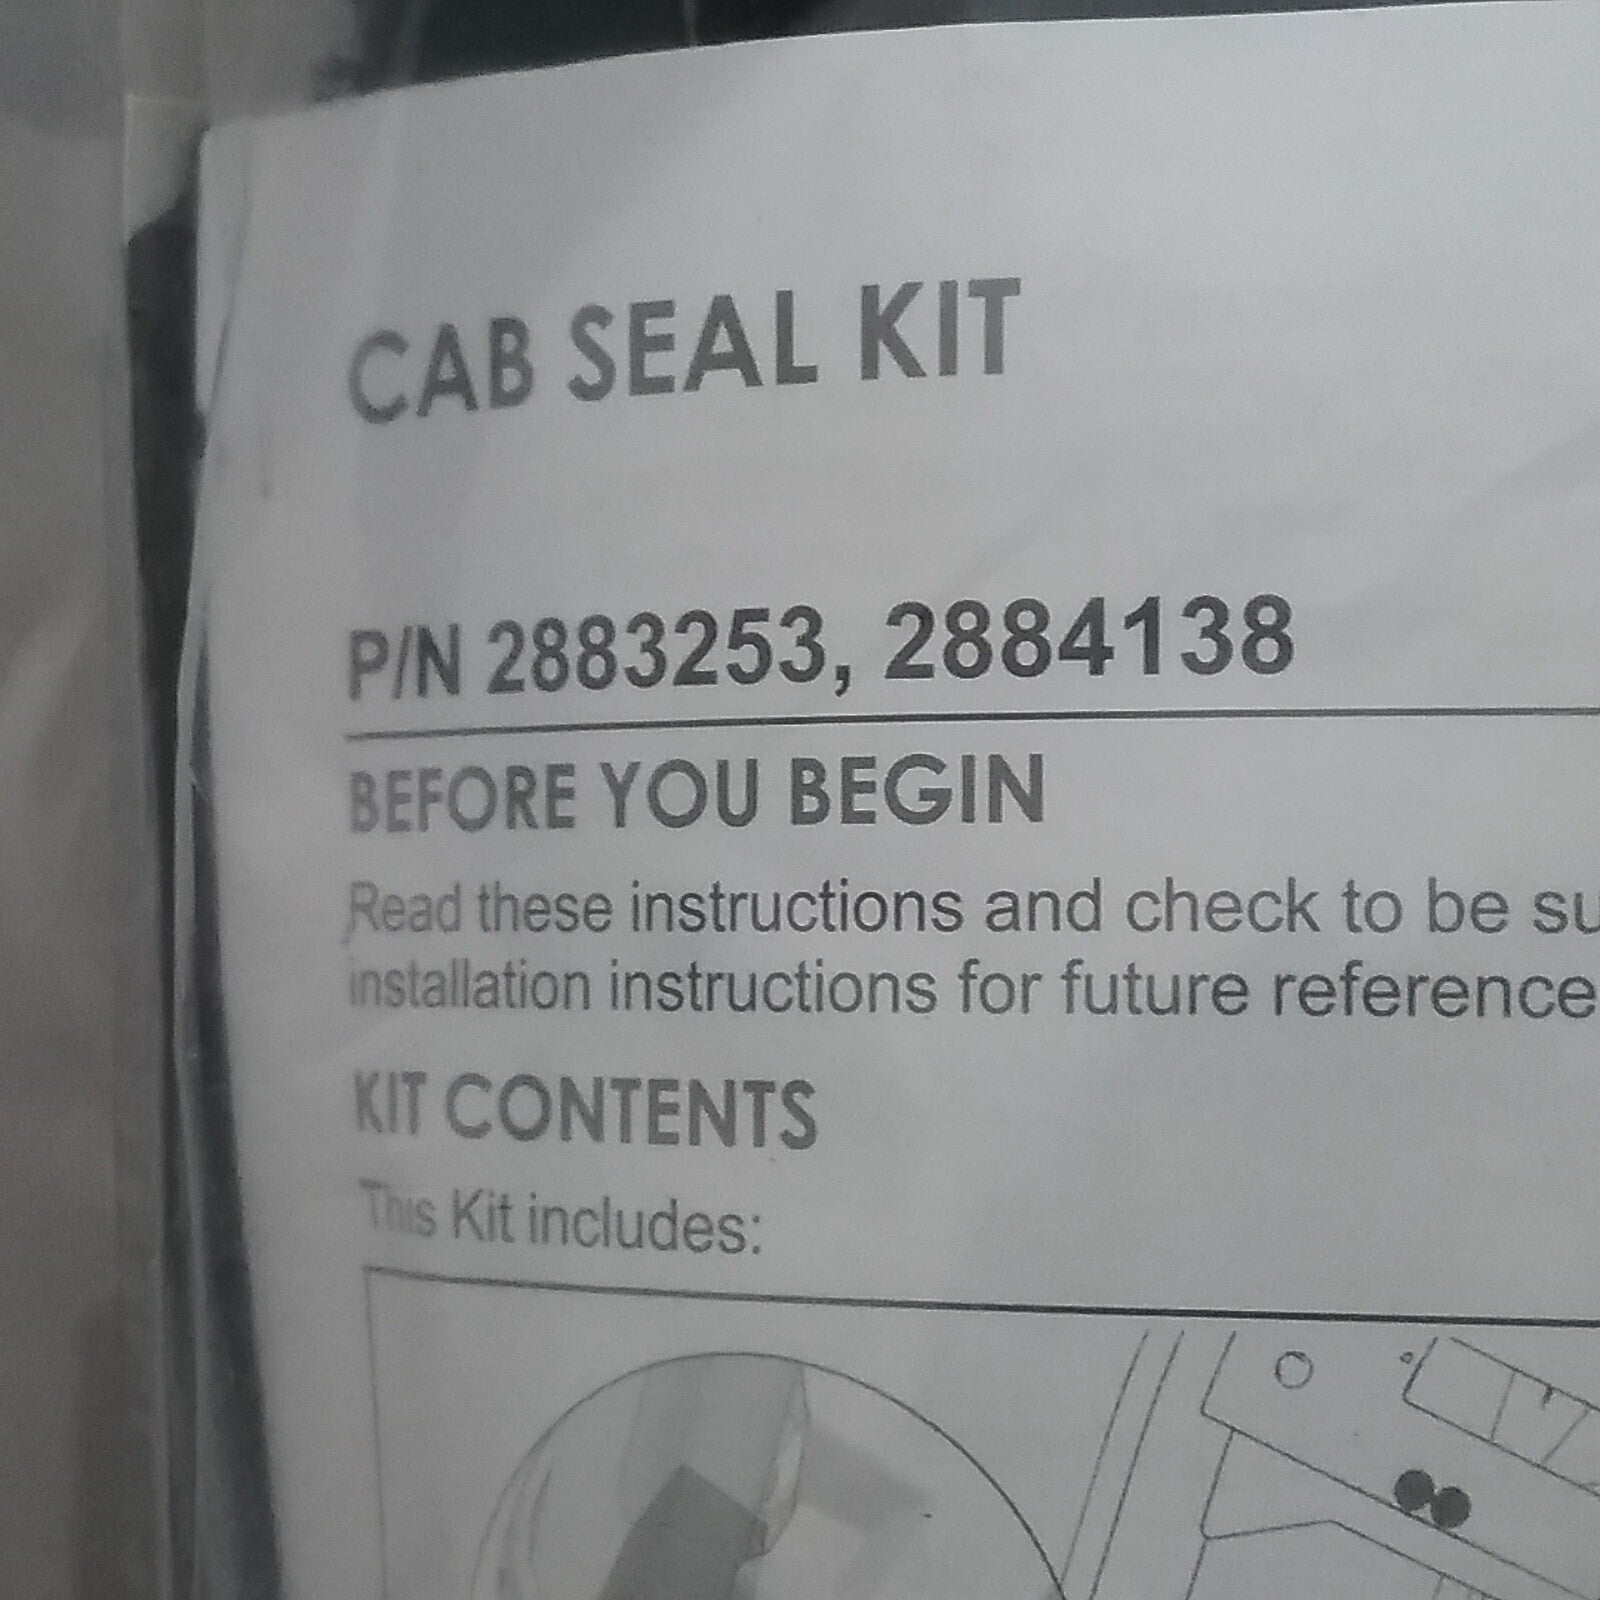 CAB SEAL KIT
P/N 2883253, 2884138
BEFORE YOU BEGIN
Read these instructions and check to be su
installation instructions for future reference
KIT CONTENTS
This Kit includes: